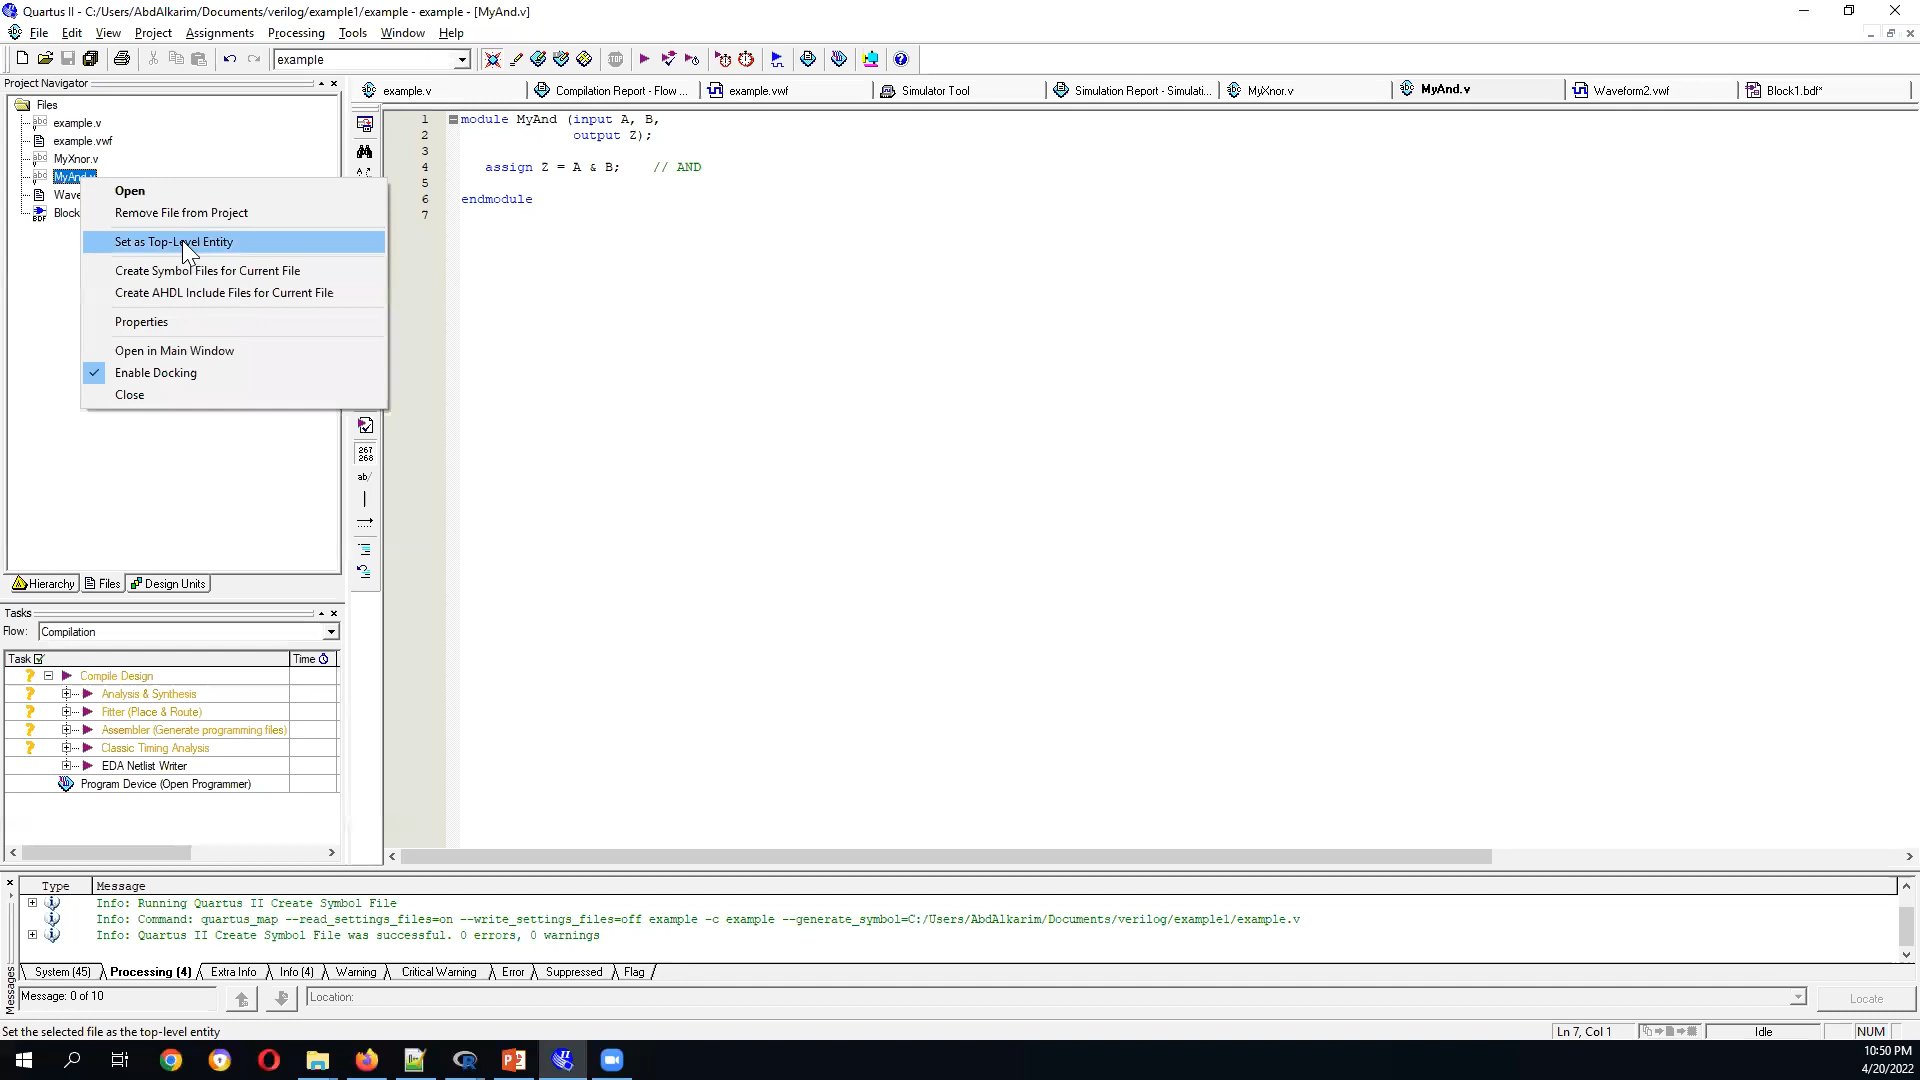 Quartus II - C:/Users/AbdAlkarim/Documents/verilog/example1/example - example - [MyAnd.v]
File Edit View Project Assignments Processing Tools Window Help
example
Project Navigator
example.v Compilation Report - Flow ... example.vwf Simulator Tool Simulation Report - Simulati... MyXnor.v MyAnd.v Waveform2.vwf Block1.bdf*
Files
example.v
example.vwf
MyXnor.v
MyAnd.v
Wave
Block
Open
Remove File from Project
Set as Top-Level Entity
Create Symbol Files for Current File
Create AHDL Include Files for Current File
Properties
Open in Main Window
Enable Docking
Close
1 module MyAnd (input A, B,
2 output Z);
3
4 assign Z = A & B; // AND
5
6 endmodule
7
267
268
ab/
Hierarchy Files Design Units
Tasks
Flow: Compilation
Task Time
Compile Design
Analysis & Synthesis
Fitter (Place & Route)
Assembler (Generate programming files)
Classic Timing Analysis
EDA Netlist Writer
Program Device (Open Programmer)
Type Message
Info: Running Quartus II Create Symbol File
Info: Command: quartus_map --read_settings_files=on --write_settings_files=off example -c example --generate_symbol=C:/Users/AbdAlkarim/Documents/verilog/example1/example.v
Info: Quartus II Create Symbol File was successful. 0 errors, 0 warnings
System (45) Processing (4) Extra Info Info (4) Warning Critical Warning Error Suppressed Flag
Messages
Message: 0 of 10 Location: Locate
Set the selected file as the top-level entity Ln 7, Col 1 Idle NUM
10:50 PM
4/20/2022